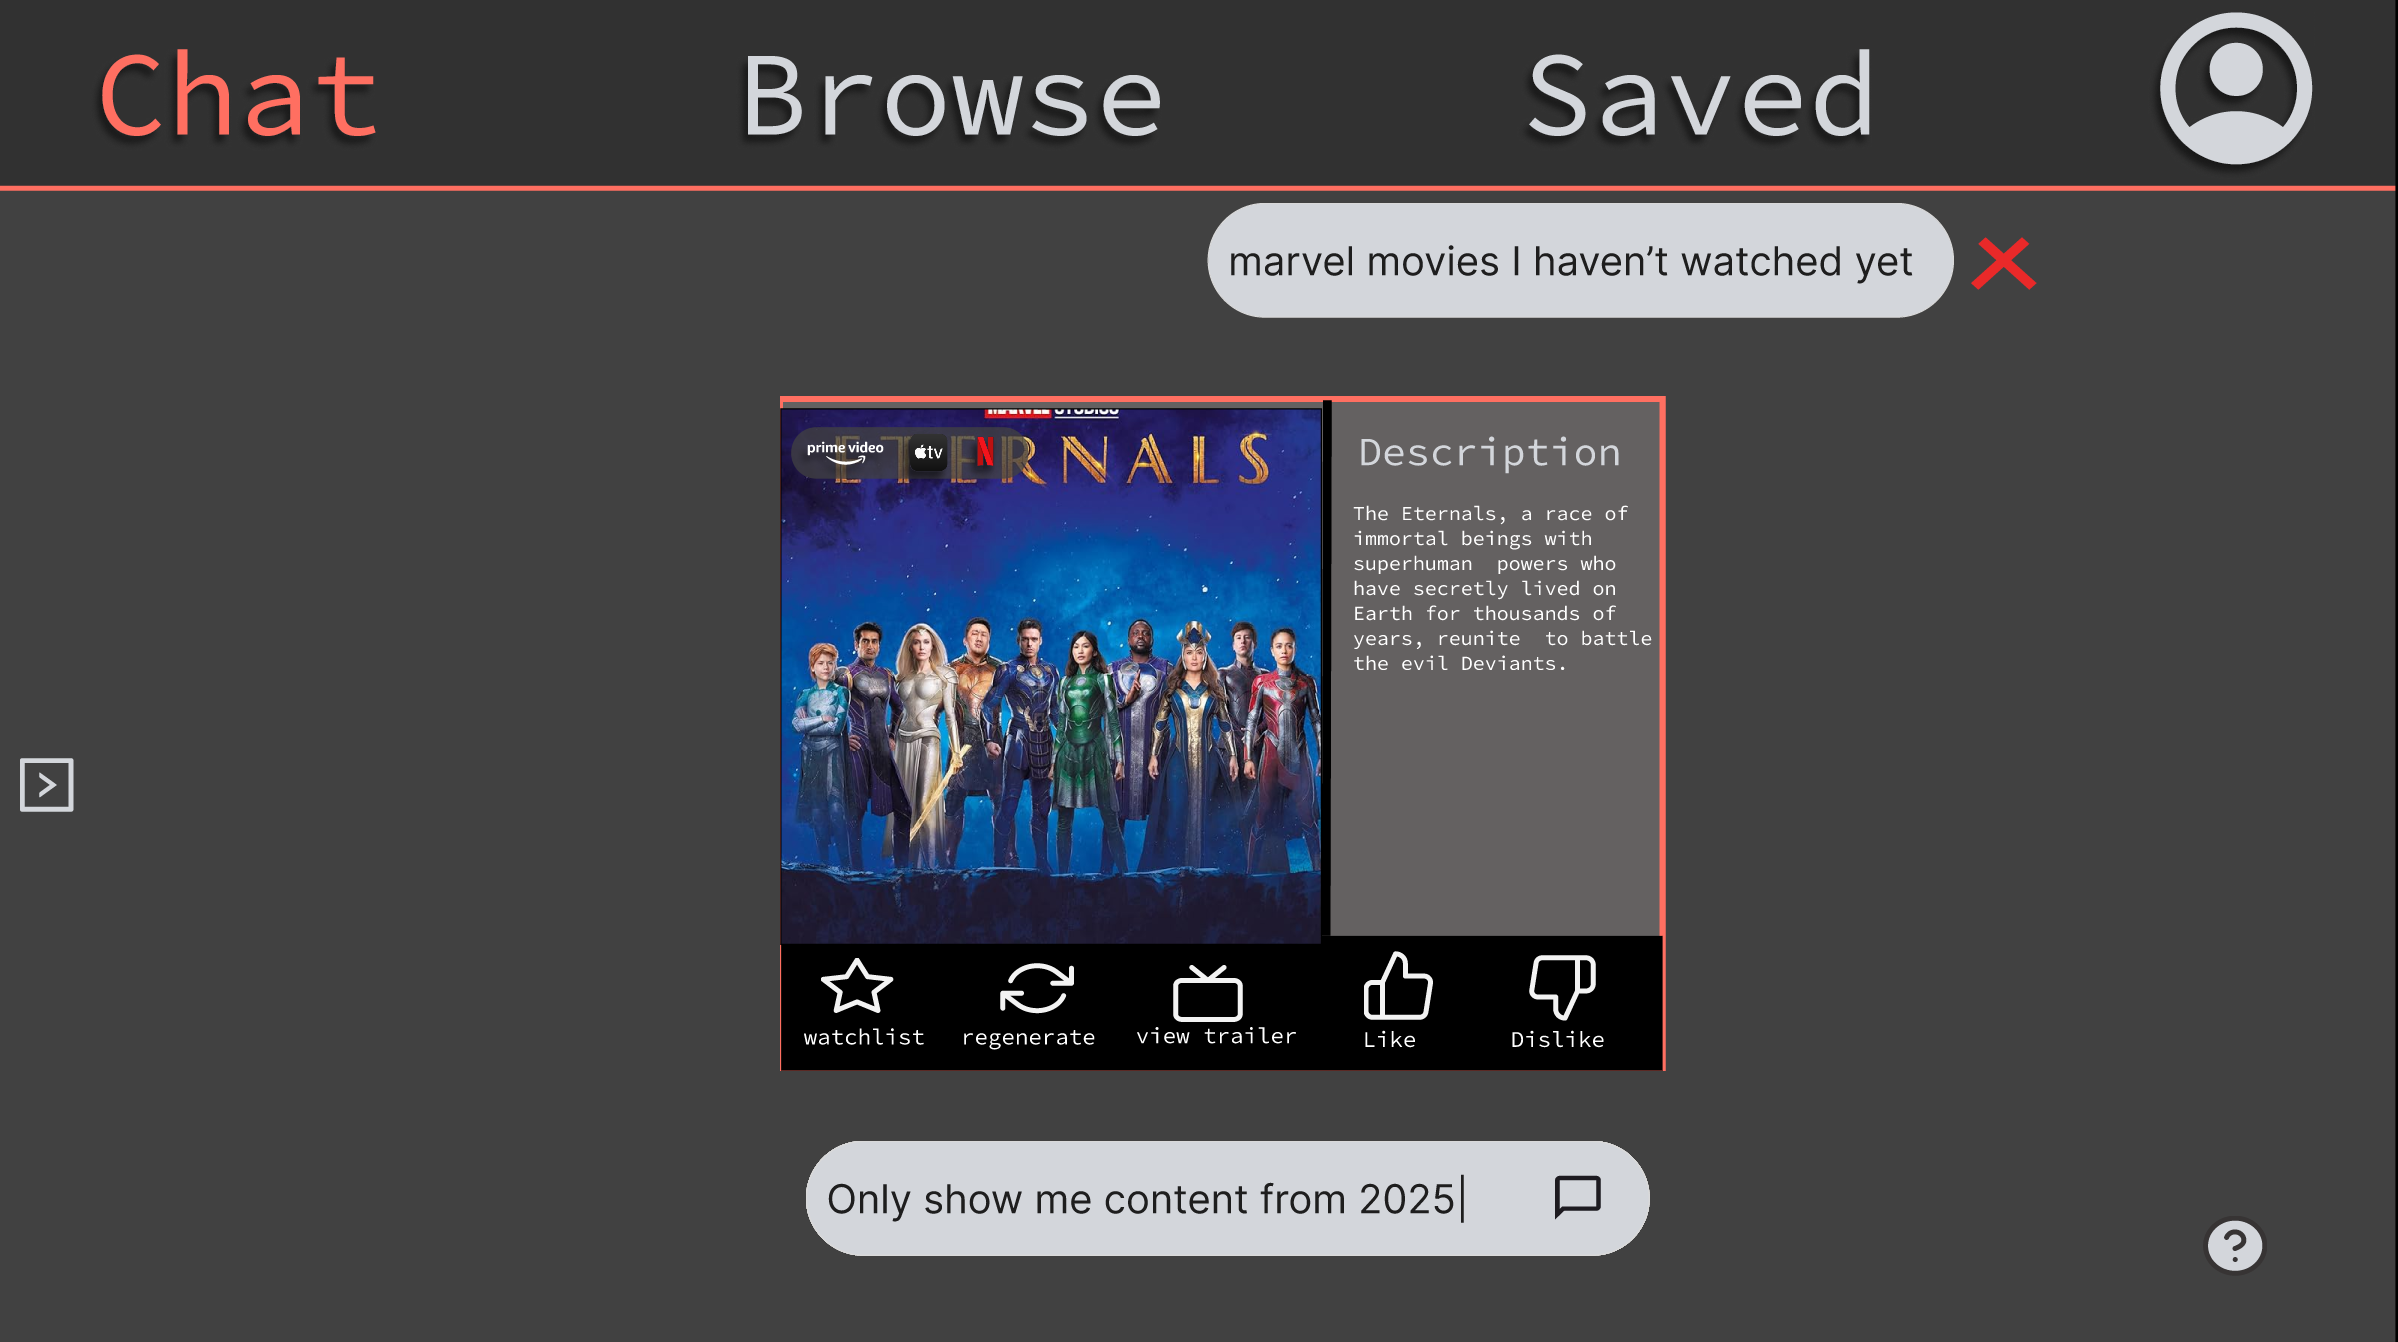 Chat Browse Saved
marvel movies I haven’t watched yet
MARVEL STUDIOS
prime video tv N
ETERNALS
Description
The Eternals, a race of
immortal beings with
superhuman  powers who
have secretly lived on
Earth for thousands of
years, reunite  to battle
the evil Deviants.
watchlist regenerate view trailer Like Dislike
Only show me content from 2025
?